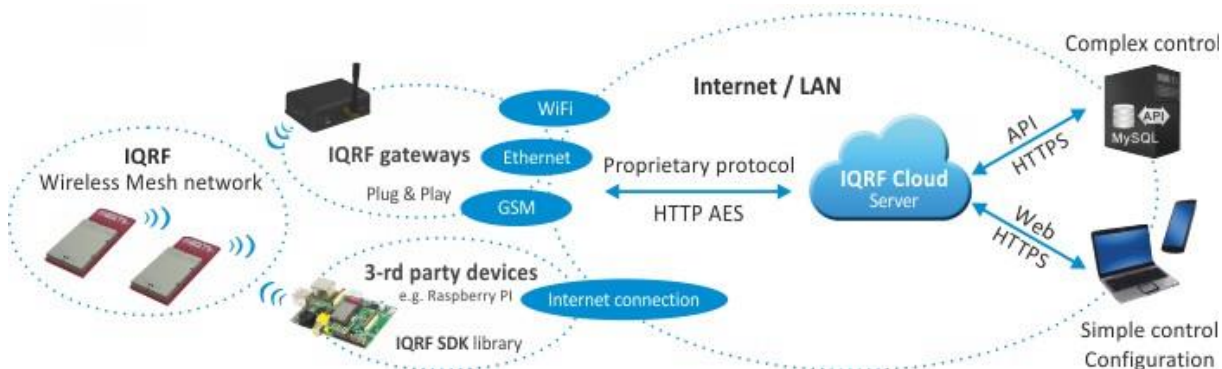 Complex control
API
MySQL
WiFi
Internet / LAN
IQRF gateways
Ethernet
Plug & Play
GSM
IQRF
Wireless Mesh network
Proprietary protocol
HTTP AES
IQRF Cloud
Server
API
HTTPS
Web
HTTPS
3-rd party devices
e.g. Raspberry PI
Internet connection
IQRF SDK library
Simple control
Configuration